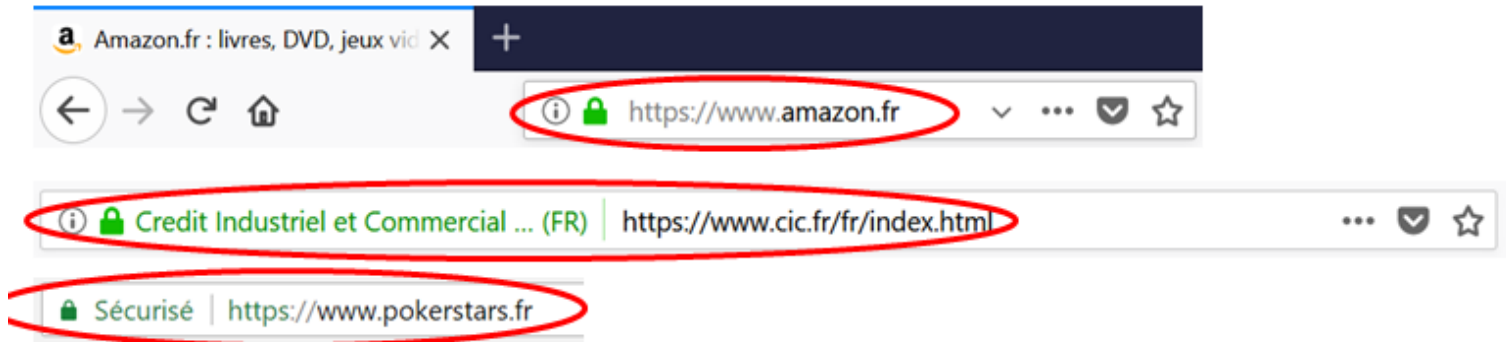 Amazon.fr : livres, DVD, jeux vid
https://www.amazon.fr
Credit Industriel et Commercial ... (FR) https://www.cic.fr/fr/index.html
Sécurisé https://www.pokerstars.fr